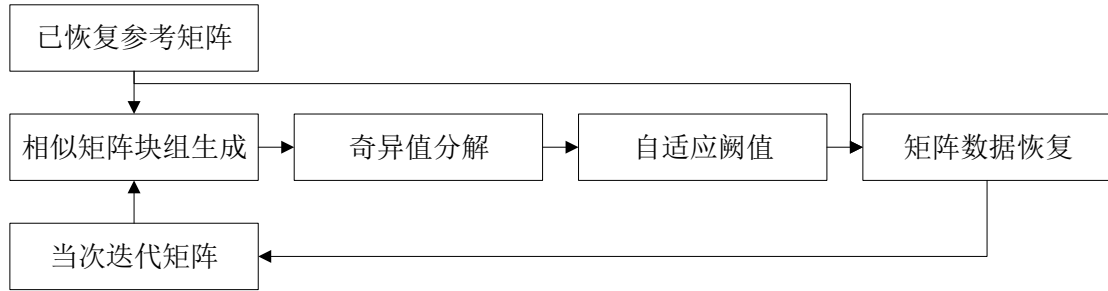 已恢复参考矩阵
相似矩阵块组生成
奇异值分解
自适应阙值
矩阵数据恢复
当次迭代矩阵